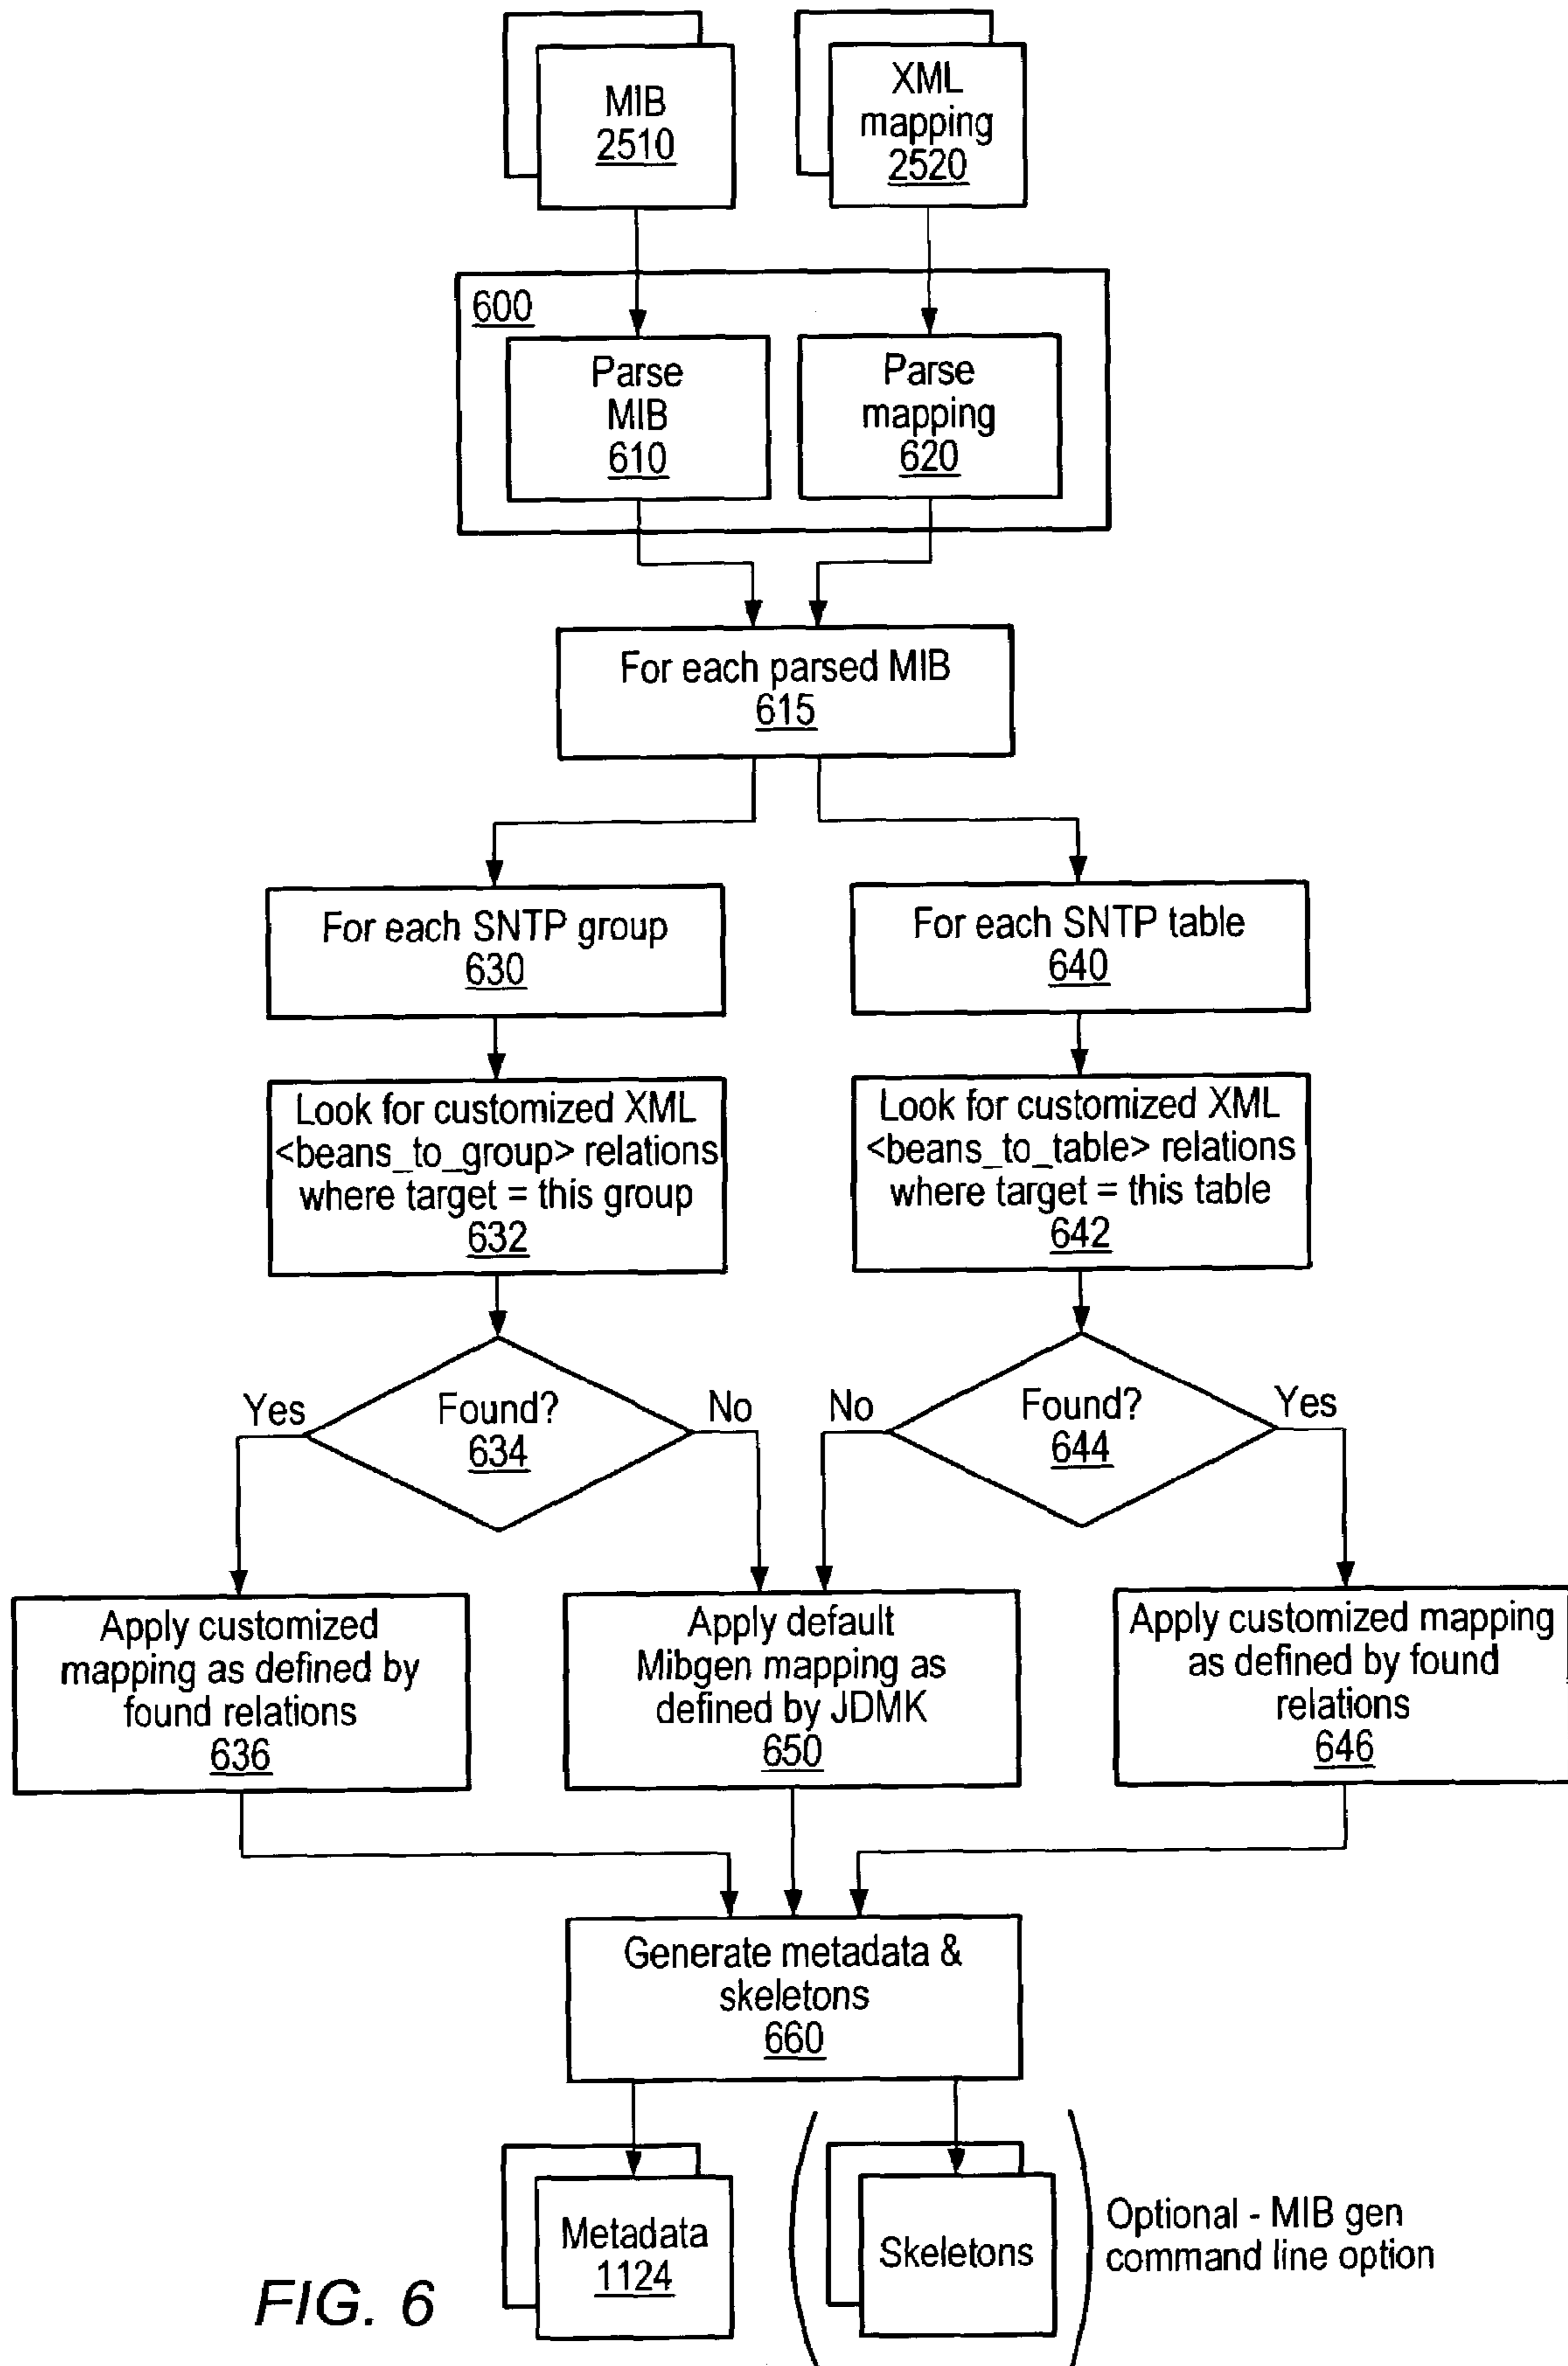 MIB
2510
XML
mapping
2520
600
Parse
MIB
610
Parse
mapping
620
For each parsed MIB
615
For each SNTP group
630
For each SNTP table
640
Look for customized XML
<beans_to_group> relations
where target = this group
632
Look for customized XML
<beans_to_table> relations
where target = this table
642
Yes
Found?
634
No
No
Found?
644
Yes
Apply customized
mapping as defined by
found relations
636
Apply default
Mibgen mapping as
defined by JDMK
650
Apply customized mapping
as defined by found
relations
646
Generate metadata &
skeletons
660
Metadata
1124
Skeletons
Optional - MIB gen
command line option
FIG. 6